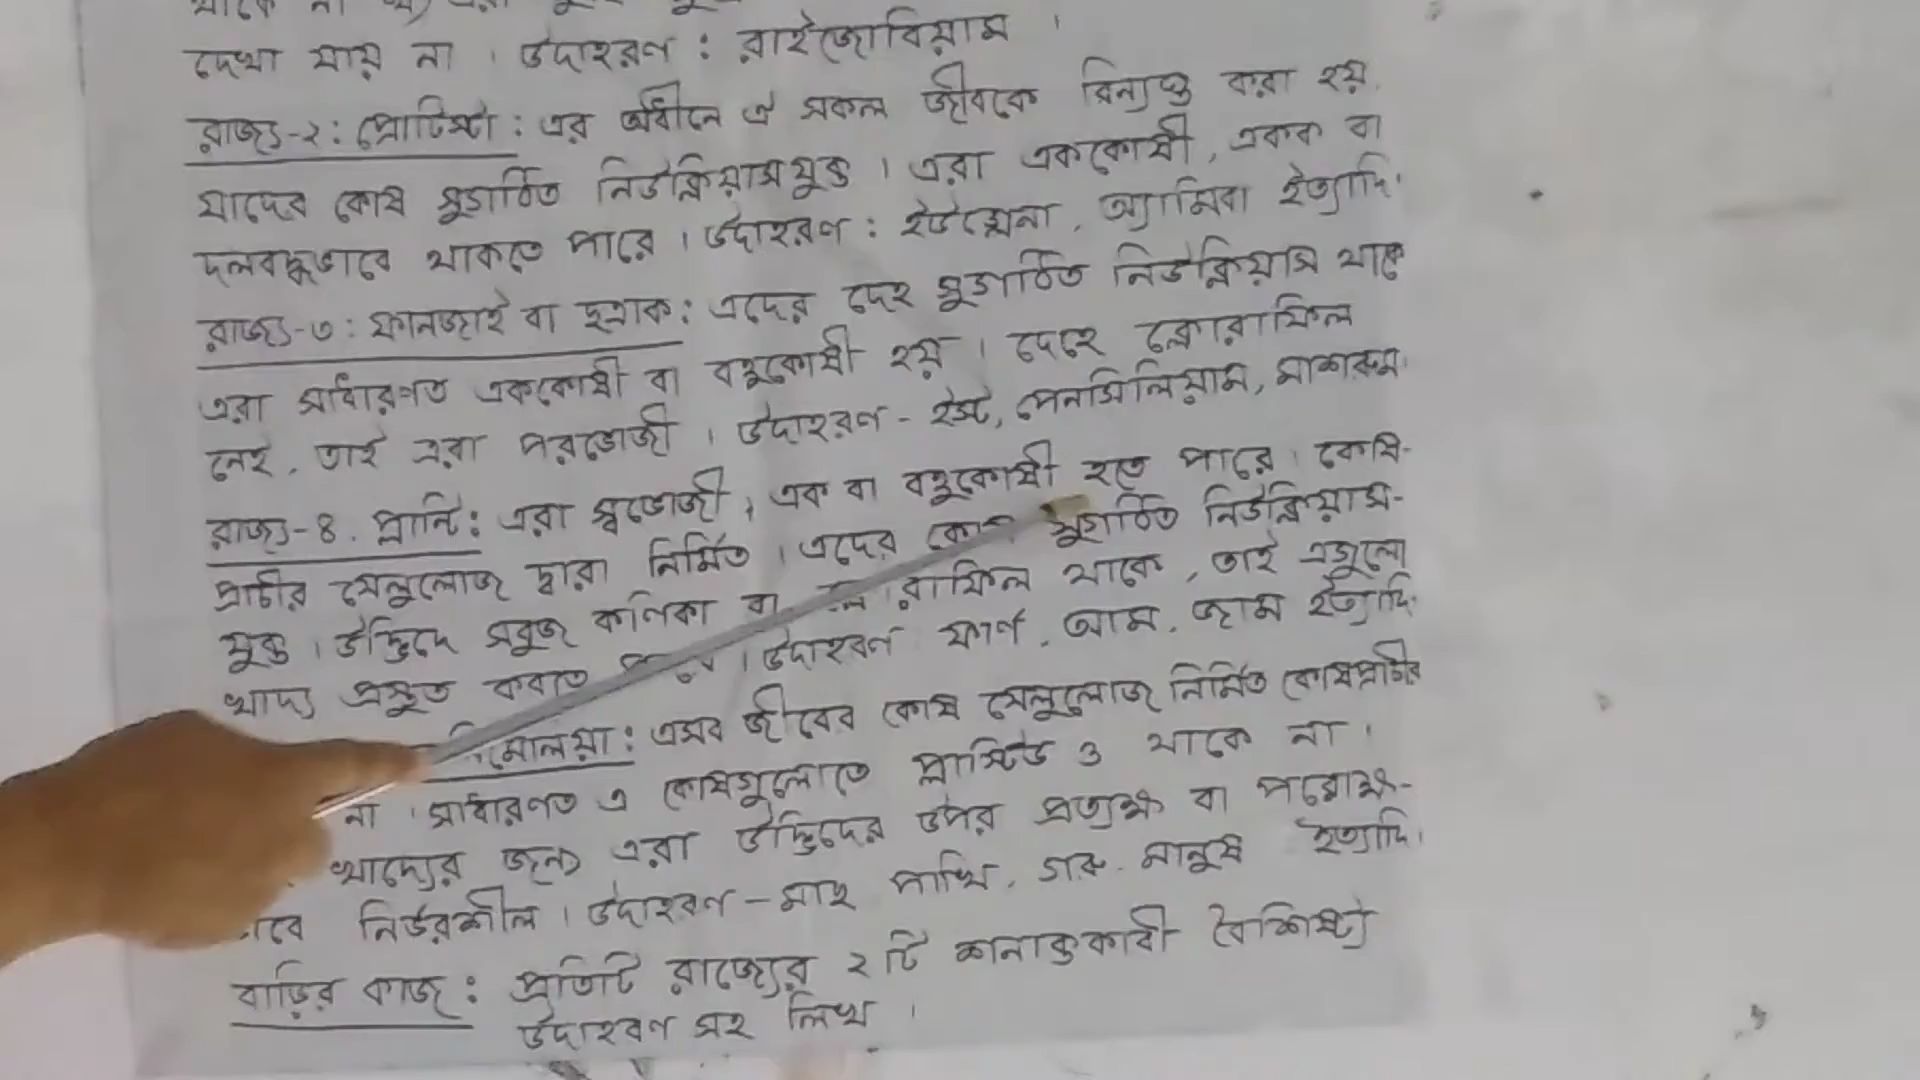 দেখা যায় না । উদাহরণ : রাইজোবিয়াম ।
রাজ্য-২ : প্রোটিস্টা : এর অধীনে ঐ সকল জীবকে বিন্যস্ত করা হয়
যাদের কোষ সুগঠিত নিউক্লিয়াসযুক্ত । এরা এককোষী, একক বা
দলবদ্ধভাবে থাকতে পারে । উদাহরণ : ইউগ্লেনা, অ্যামিবা ইত্যাদি
রাজ্য-৩ : ফানজাই বা ছত্রাক : এদের দেহ সুগঠিত নিউক্লিয়াস থাকে
এরা সাধারণত এককোষী বা বহুকোষী হয় । দেহে ক্লোরোফিল
নেই, তাই এরা পরভোজী । উদাহরণ - ইস্ট, পেনসিলিয়াম, মাশরুম
রাজ্য-৪. প্লান্টি : এরা স্বভোজী, এক বা বহুকোষী হতে পারে । কোষ-
প্রাচীর সেলুলোজ দ্বারা নির্মিত । এদের সুগঠিত নিউক্লিয়াস-
যুক্ত । উদ্ভিদে সবুজ কণিকা বা থাকে, তাই এগুলো
খাদ্য প্রস্তুত করতে । উদাহরণ ফার্ণ, আম, জাম ইত্যাদি
: এসব জীবের কোষ সেলুলোজ নির্মিত কোষপ্রাচীর
না । সাধারণত এ কোষগুলোতে প্লাস্টিড ও থাকে না ।
খাদ্যের জন্য এরা উদ্ভিদের উপর প্রত্যক্ষ বা পরোক্ষ-
নির্ভরশীল । উদাহরণ - মাছ পাখি, গরু, মানুষ ইত্যাদি ।
বাড়ির কাজ : প্রতিটি রাজ্যের ২টি শনাক্তকারী বৈশিষ্ট্য
উদাহরণ সহ লিখ ।